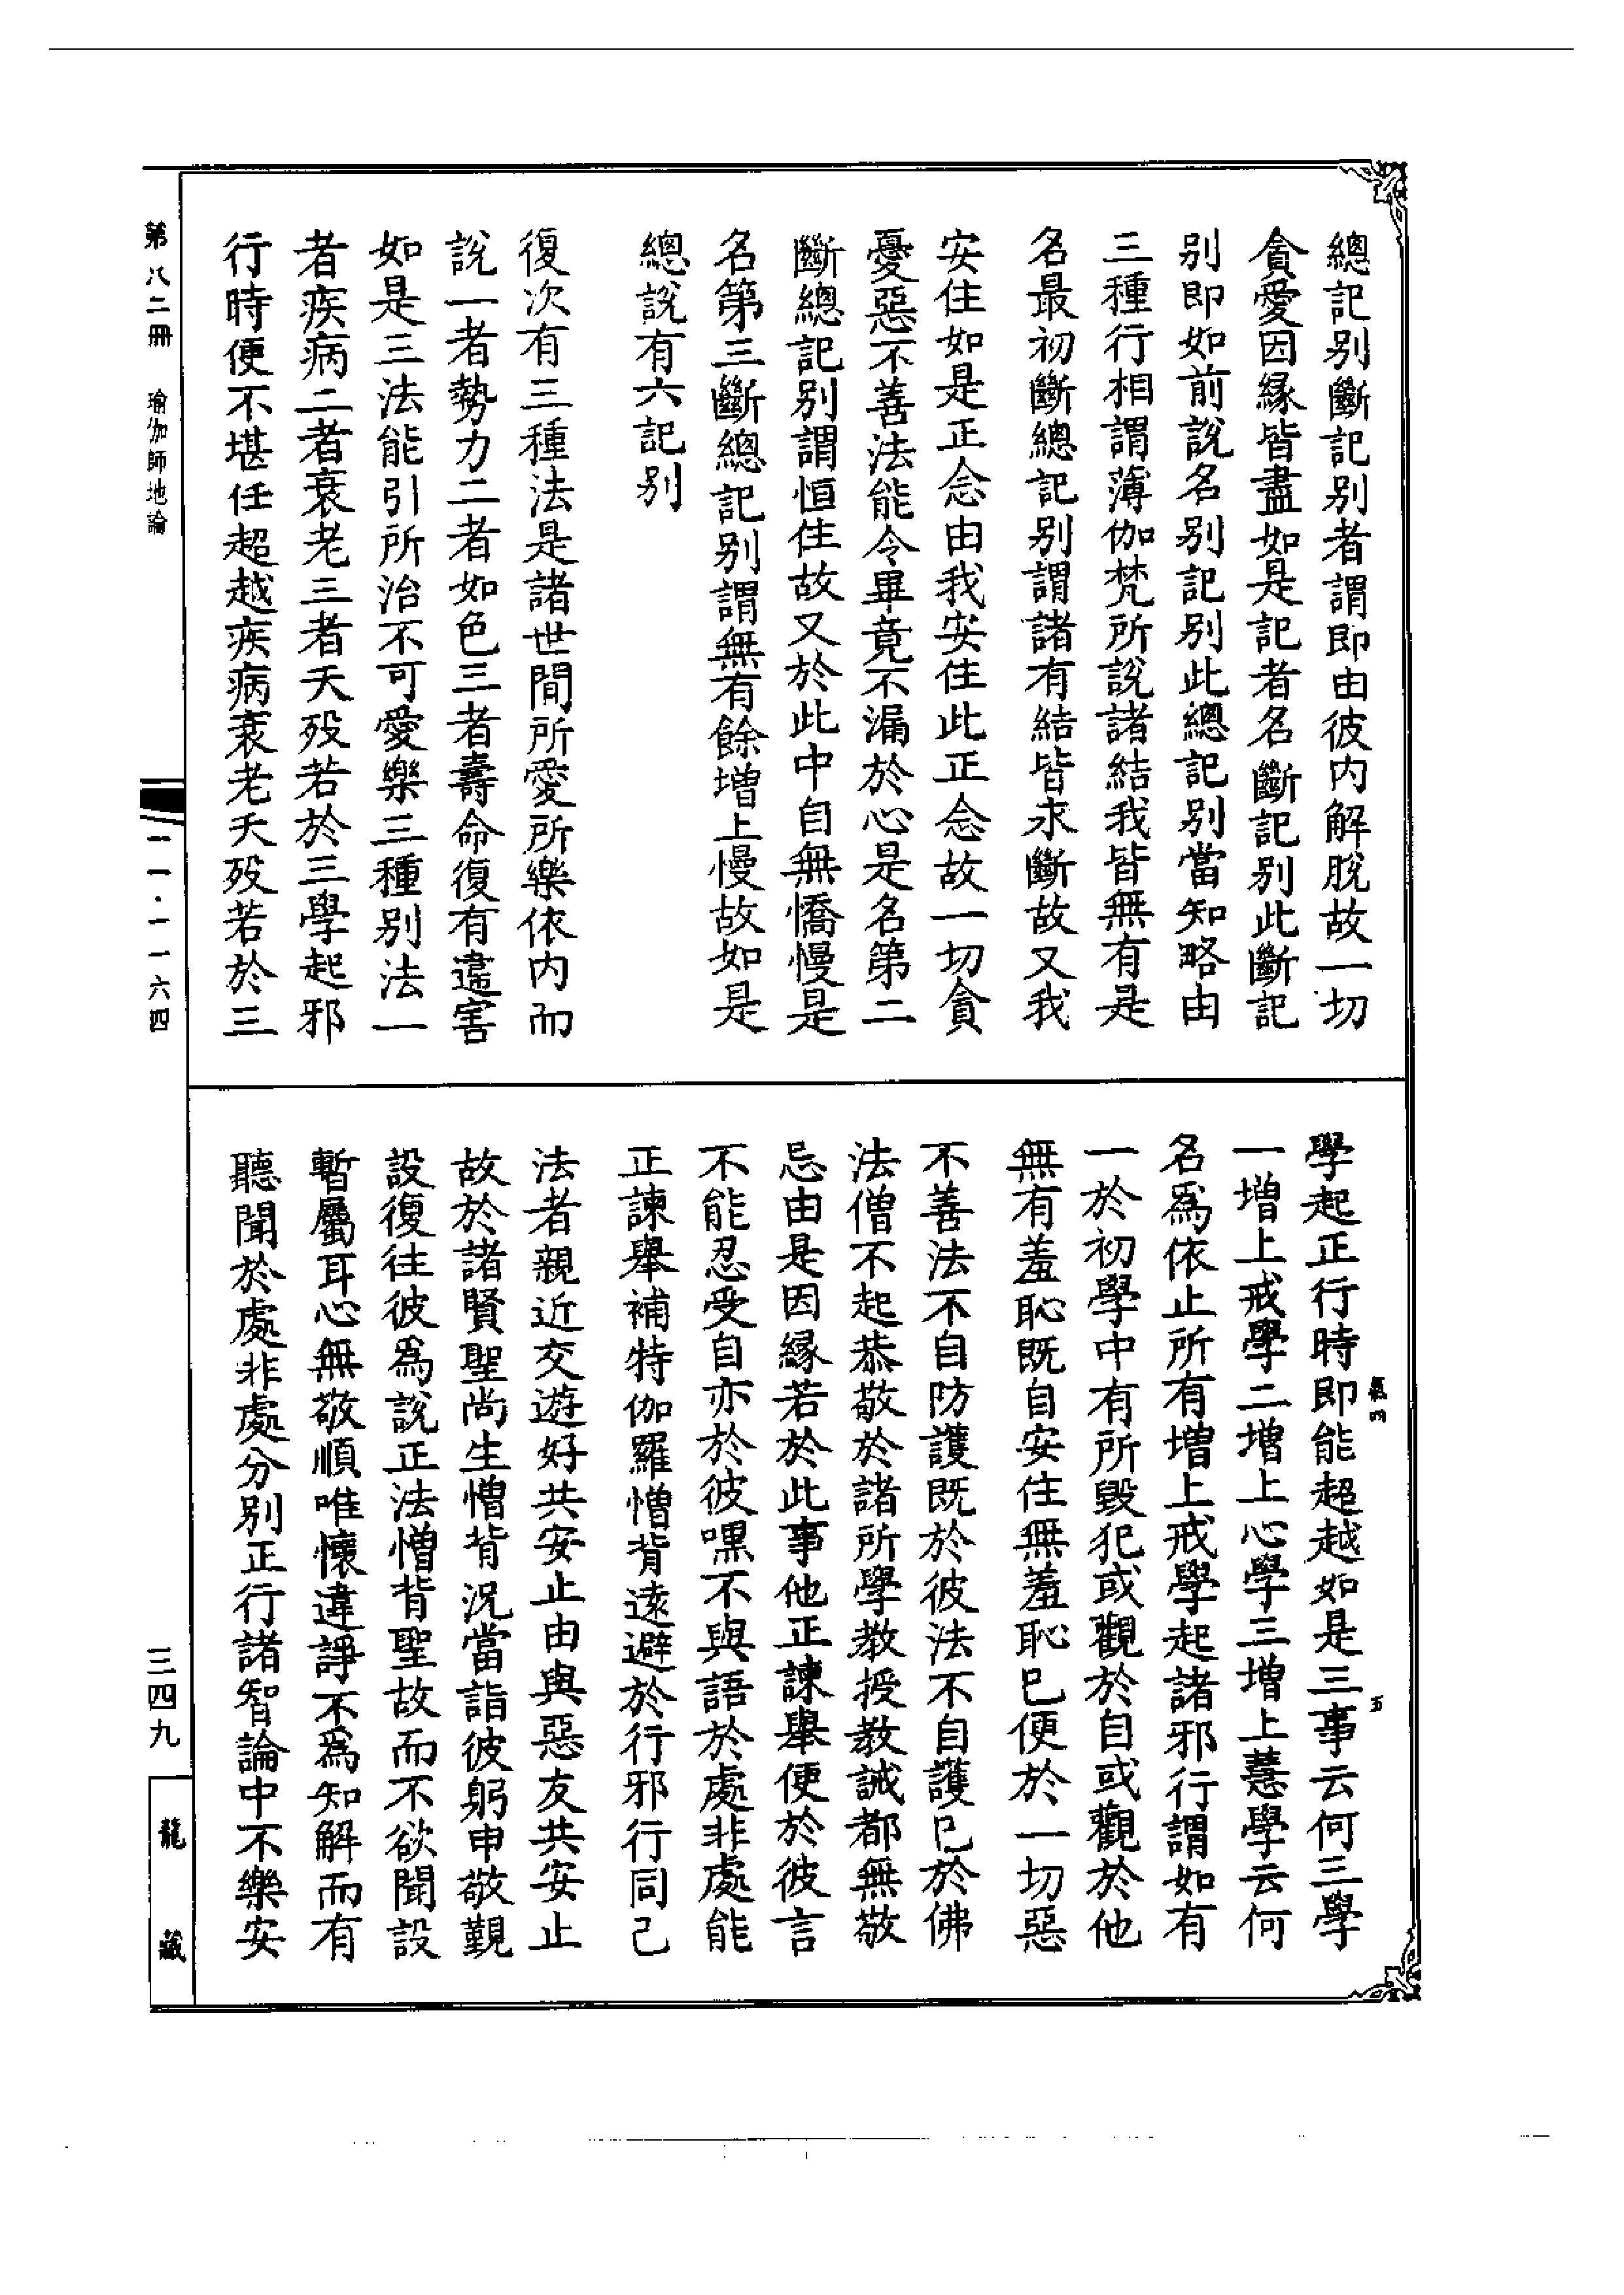 總記别斷記别者謂即由彼内解脱故一切
貪愛因緣皆盡如是記者名斷記别此斷記
别即如前說名别記别此總記别當知略由
三種行相謂薄伽梵所說諸結我皆無有是
名最初斷總記别謂諸有結皆求斷故又我
安住如是正念由我安住此正念故一切貪
憂惡不善法能令畢竟不漏於心是名第二
斷總記别謂恒住故又於此中自無憍慢是
名第三斷總記别謂無有餘增上慢故如是
總說有六記别
復次有三種法是諸世間所愛所樂依内而
說一者勢力二者如色三者壽命復有違害
如是三法能引所治不可愛樂三種别法一
者疾病二者衰老三者夭殁若於三學起邪
行時便不堪任超越疾病衰老夭殁若於三
學起正行時即能超越如是三事云何三學
一增上戒學二增上心學三增上慧學云何
名爲依止所有增上戒學起諸邪行謂如有
一於初學中有所毀犯或觀於自或觀於他
無有羞恥既自安住無羞恥已便於一切惡
不善法不自防護既於彼法不自護已於佛
法僧不起恭敬於諸所學教授教誡都無敬
忌由是因緣若於此事他正諫舉便於彼言
不能忍受自亦於彼嘿不與語於處非處能
正諫舉補特伽羅憎背遠避於行邪行同己
法者親近交遊好共安止由與惡友共安止
故於諸賢聖尚生憎背況當詣彼躬申敬覲
設復往彼爲說正法憎背聖故而不欲聞設
暫屬耳心無敬順唯懷違諍不爲知解而有
聽聞於處非處分别正行諸智論中不樂安
氣四
五
第八二冊
瑜伽師地論
一一·一一六四
三四九
龍藏